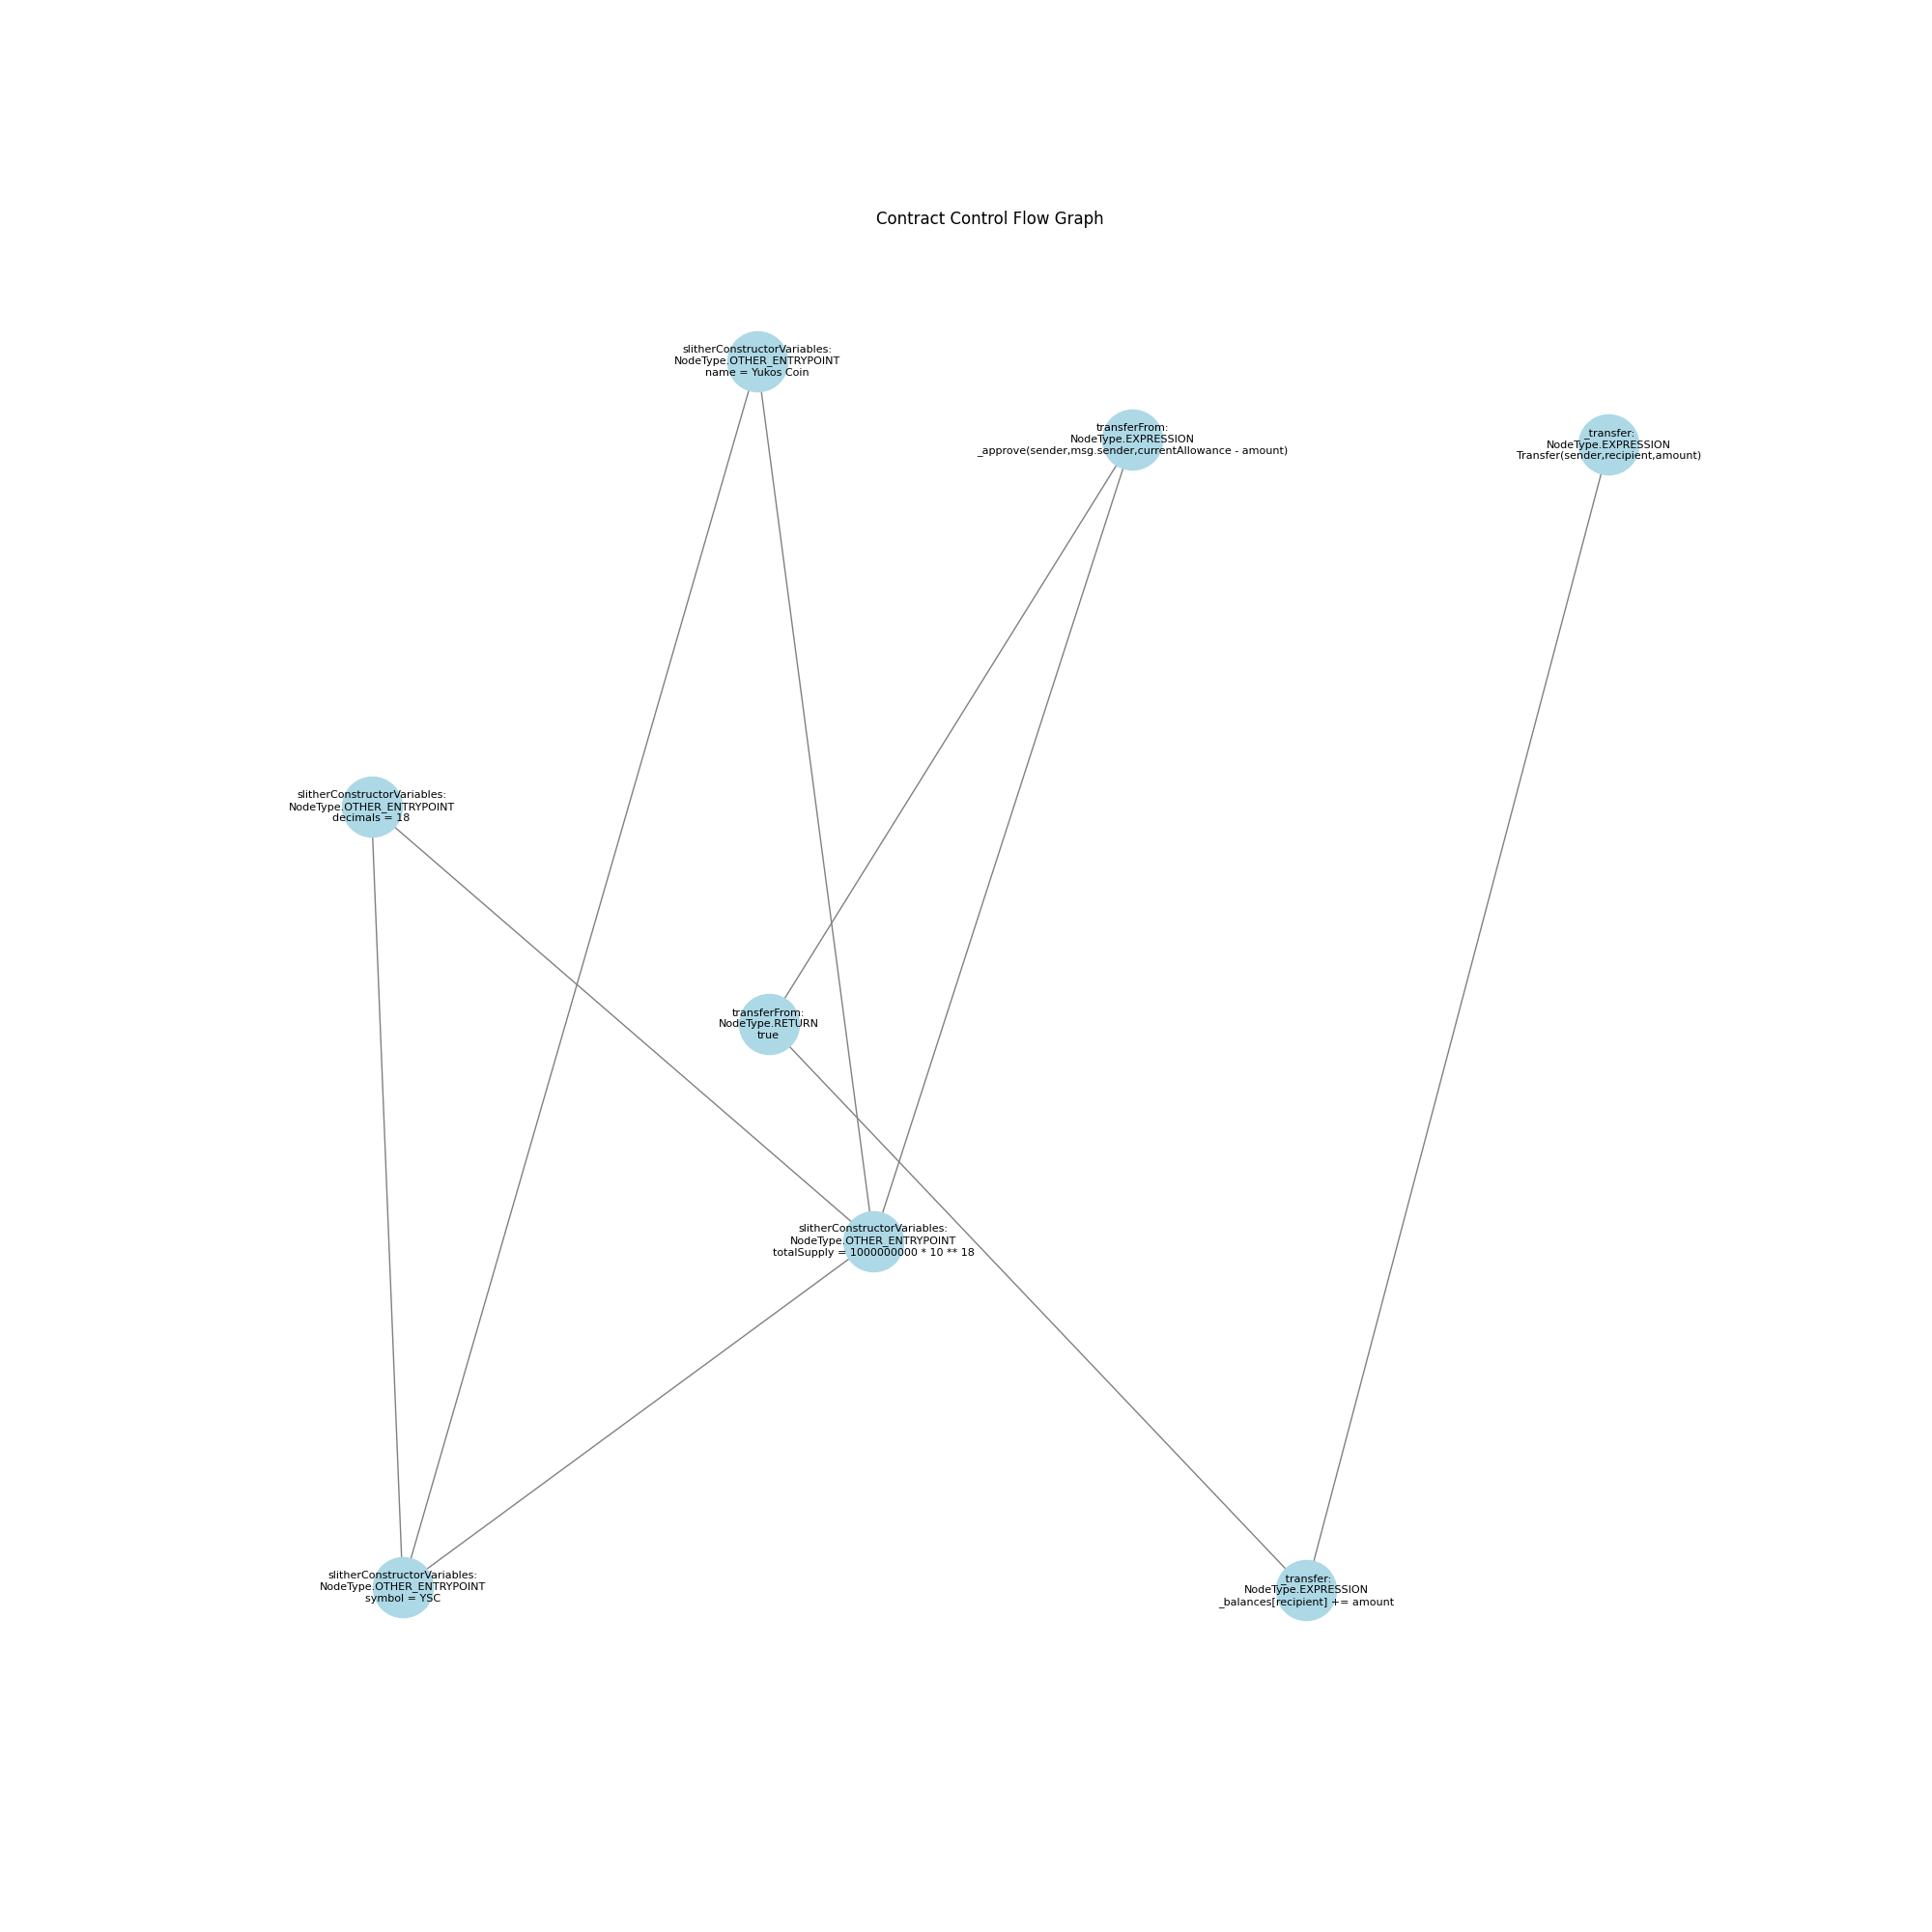 Contract Control Flow Graph
slitherConstructorVariables:
NodeType.OTHER_ENTRYPOINT
name = Yukos Coin
transferFrom:
NodeType.EXPRESSION
_approve(sender,msg.sender,currentAllowance - amount)
_transfer:
NodeType.EXPRESSION
Transfer(sender,recipient,amount)
slitherConstructorVariables:
NodeType.OTHER_ENTRYPOINT
decimals = 18
transferFrom:
NodeType.RETURN
true
slitherConstructorVariables:
NodeType.OTHER_ENTRYPOINT
totalSupply = 1000000000 * 10 ** 18
slitherConstructorVariables:
NodeType.OTHER_ENTRYPOINT
symbol = YSC
_transfer:
NodeType.EXPRESSION
_balances[recipient] += amount